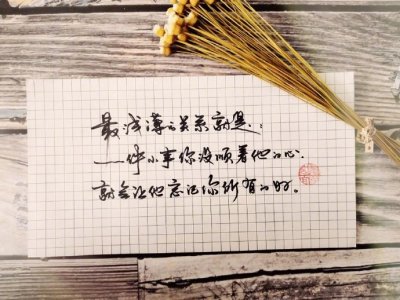 最浅薄的关系就是：
一件小事你没顺着他的心.
就会让他忘记你所有的好。